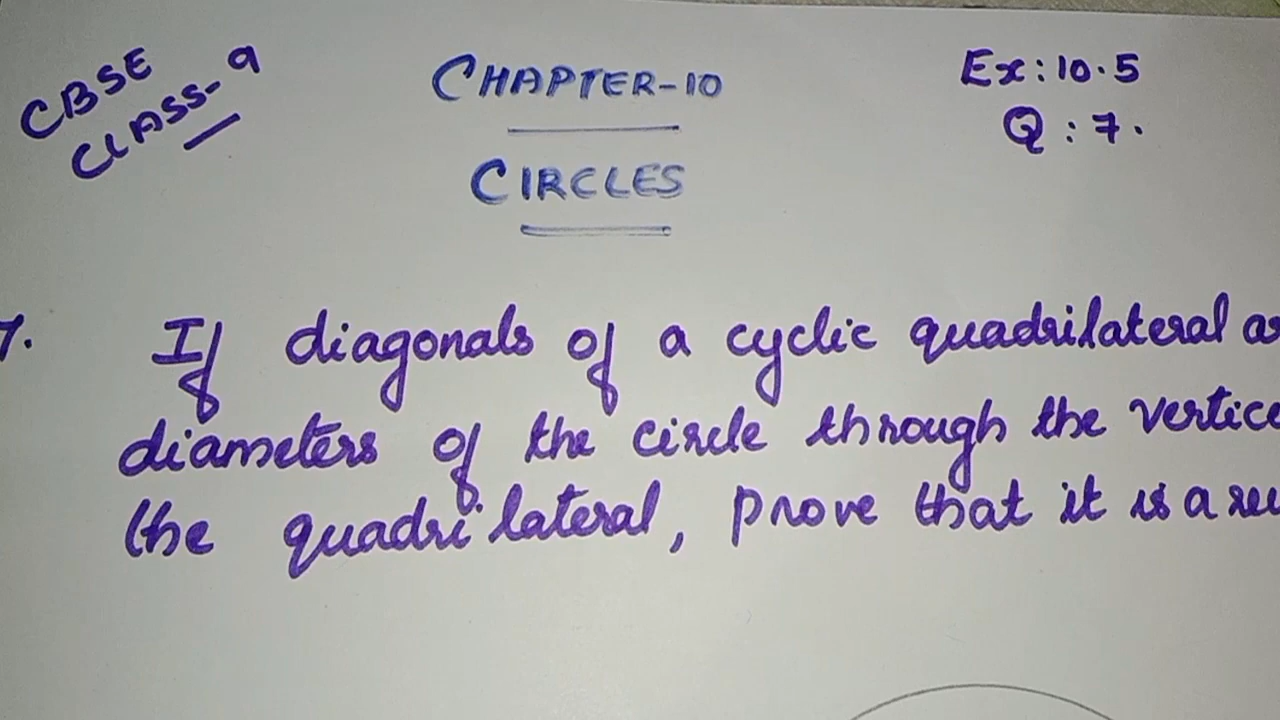 CBSE
CLASS-9
CHAPTER-10
CIRCLES
Ex: 10.5
Q: 7.
7. If diagonals of a cyclic quadrilateral
diameters of the circle through the
the quadrilateral, prove that it is a